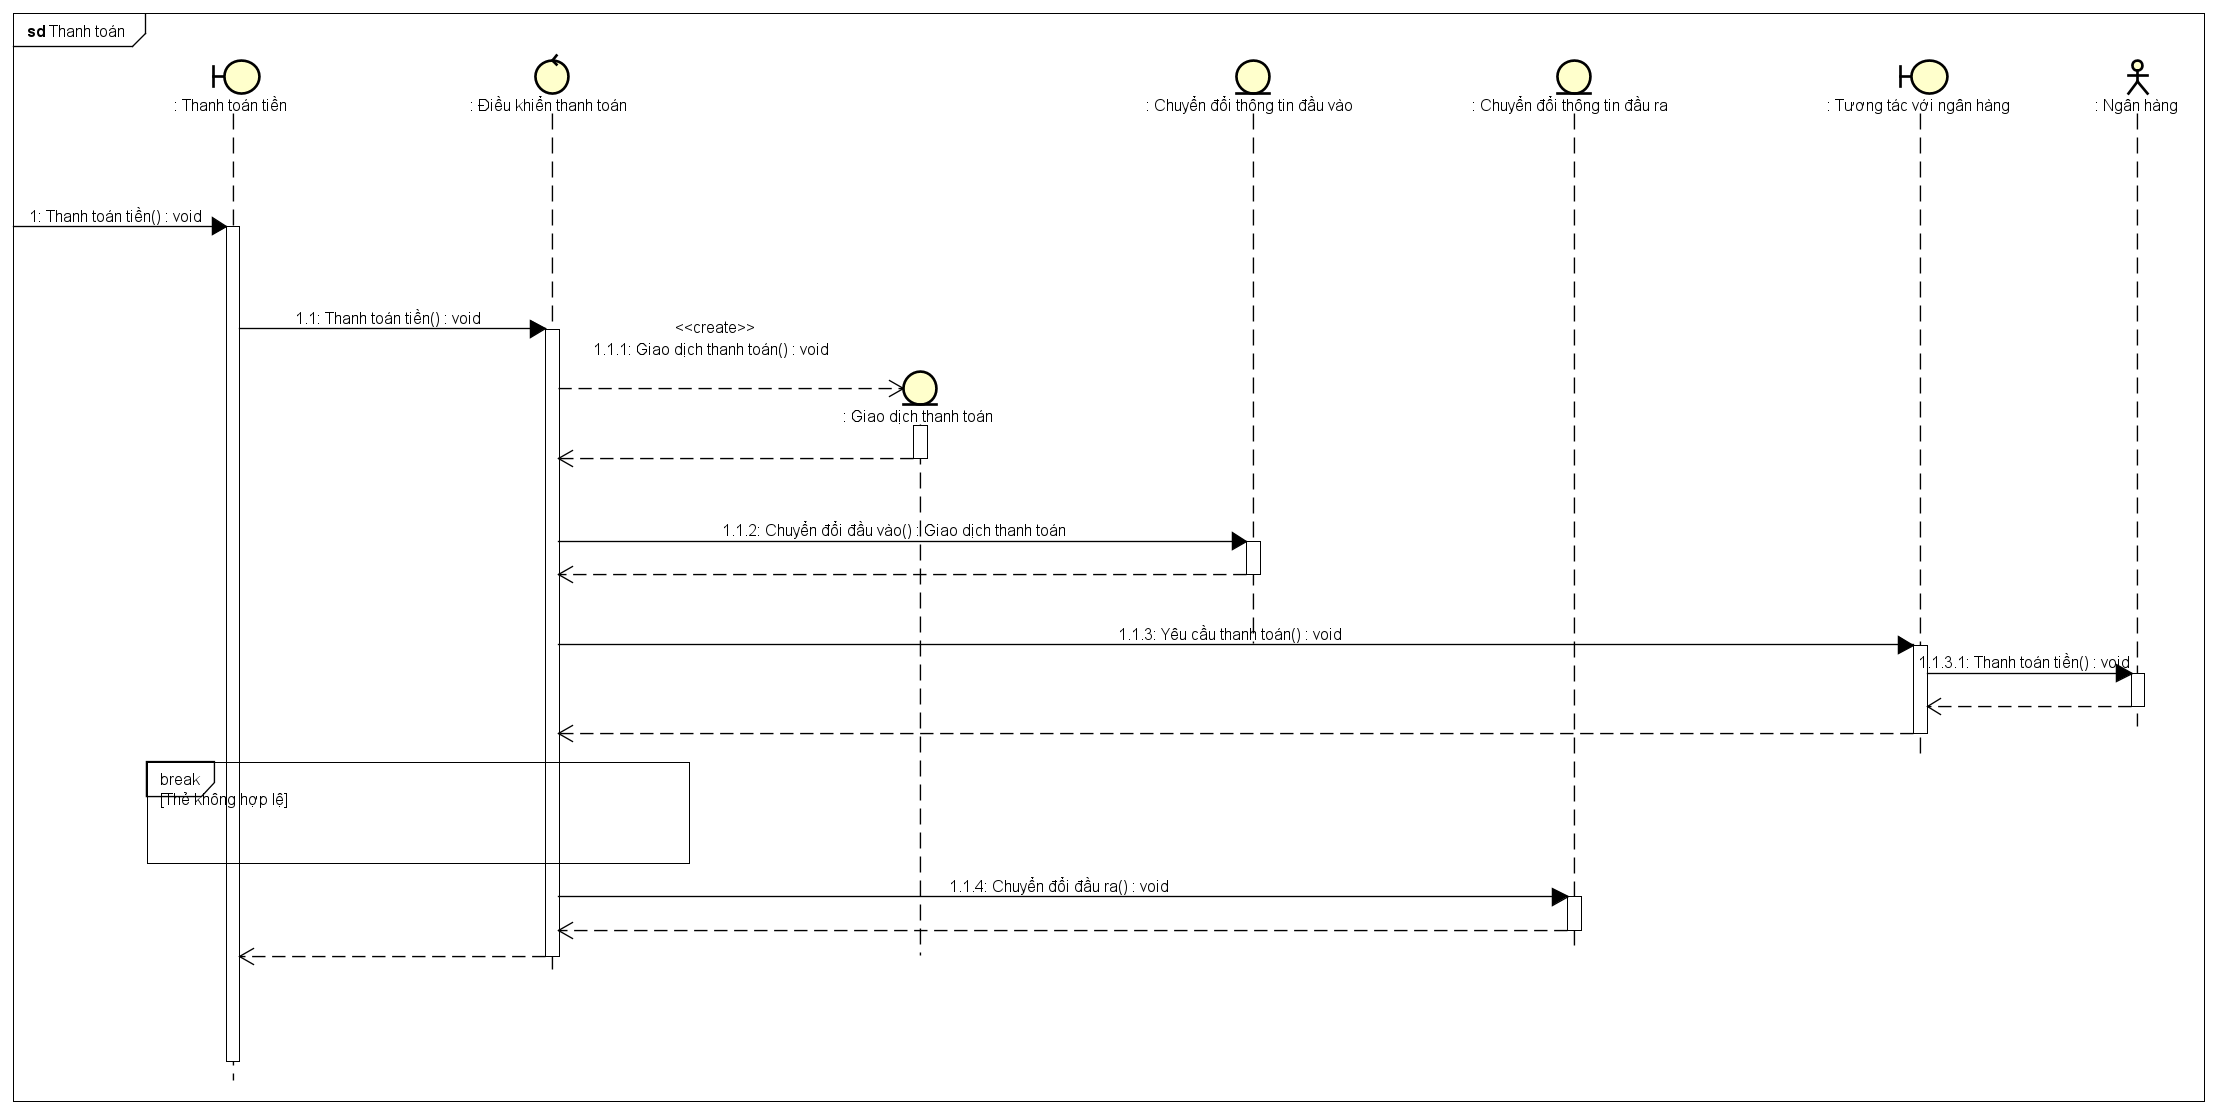 sd Thanh toán
: Thanh toán tiền
: Điều khiển thanh toán
: Chuyển đổi thông tin đầu vào
: Chuyển đổi thông tin đầu ra
: Tương tác với ngân hàng
: Ngân hàng
1: Thanh toán tiền() : void
1.1: Thanh toán tiền() : void
<<create>>
1.1.1: Giao dịch thanh toán() : void
: Giao dịch thanh toán
1.1.2: Chuyển đổi đầu vào() : Giao dịch thanh toán
1.1.3: Yêu cầu thanh toán() : void
1.1.3.1: Thanh toán tiền() : void
break
[Thẻ không hợp lệ]
1.1.4: Chuyển đổi đầu ra() : void